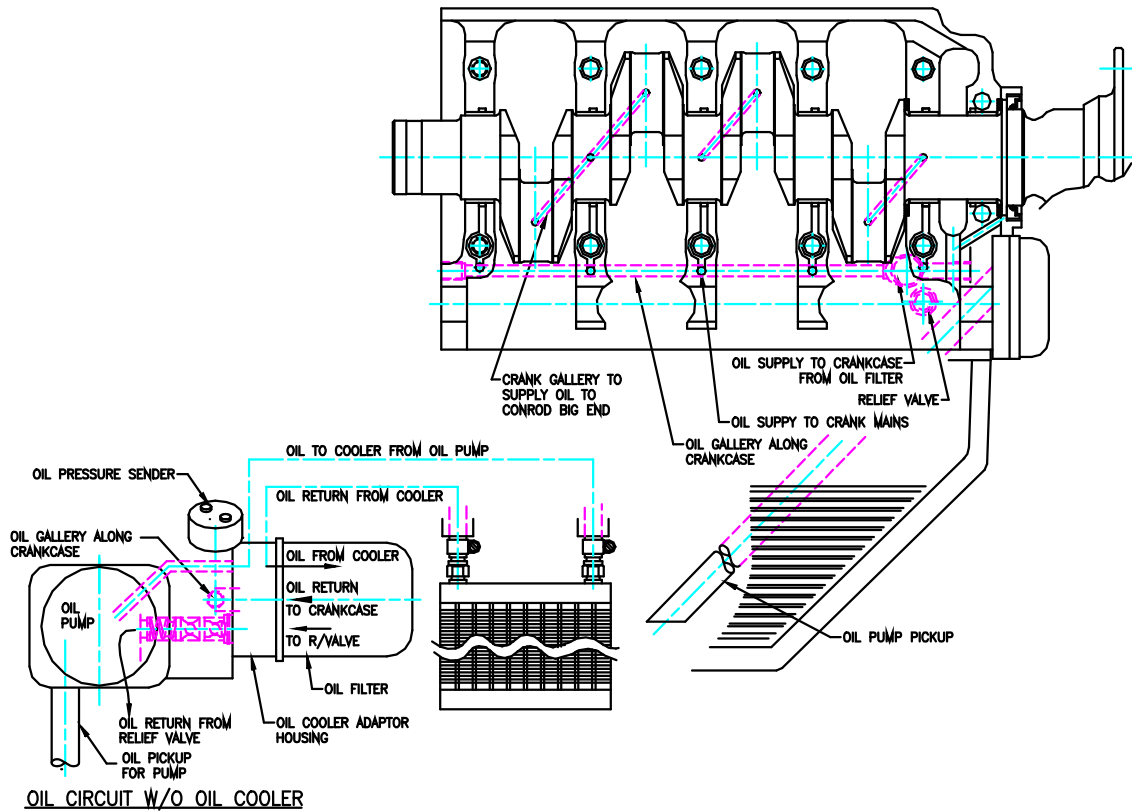 OIL SUPPLY TO CRANKCASE
FROM OIL FILTER
RELIEF VALVE
CRANK GALLERY TO
SUPPLY OIL TO
CONROD BIG END
OIL SUPPY TO CRANK MAINS
OIL GALLERY ALONG
CRANKCASE
OIL TO COOLER FROM OIL PUMP
OIL PRESSURE SENDER
OIL RETURN FROM COOLER
OIL GALLERY ALONG
CRANKCASE
OIL FROM COOLER
OIL RETURN
TO CRANKCASE
OIL
PUMP
TO R/VALVE
OIL PUMP PICKUP
OIL FILTER
OIL RETURN FROM
RELIEF VALVE
OIL COOLER ADAPTOR
HOUSING
OIL PICKUP
FOR PUMP
OIL CIRCUIT W/O OIL COOLER